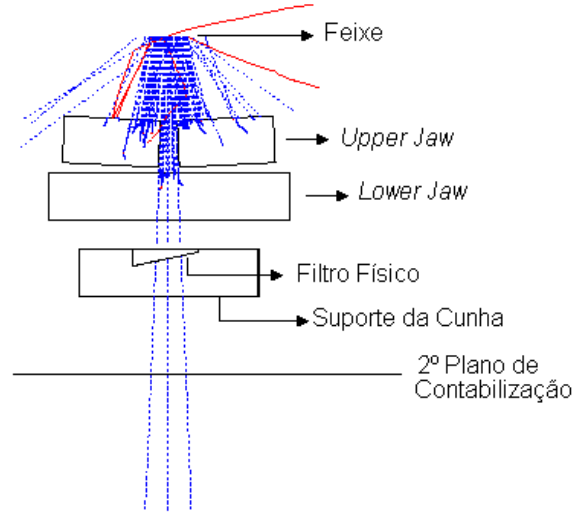 Feixe
Upper Jaw
Lower Jaw
Filtro Físico
Suporte da Cunha
2º Plano de
Contabilização